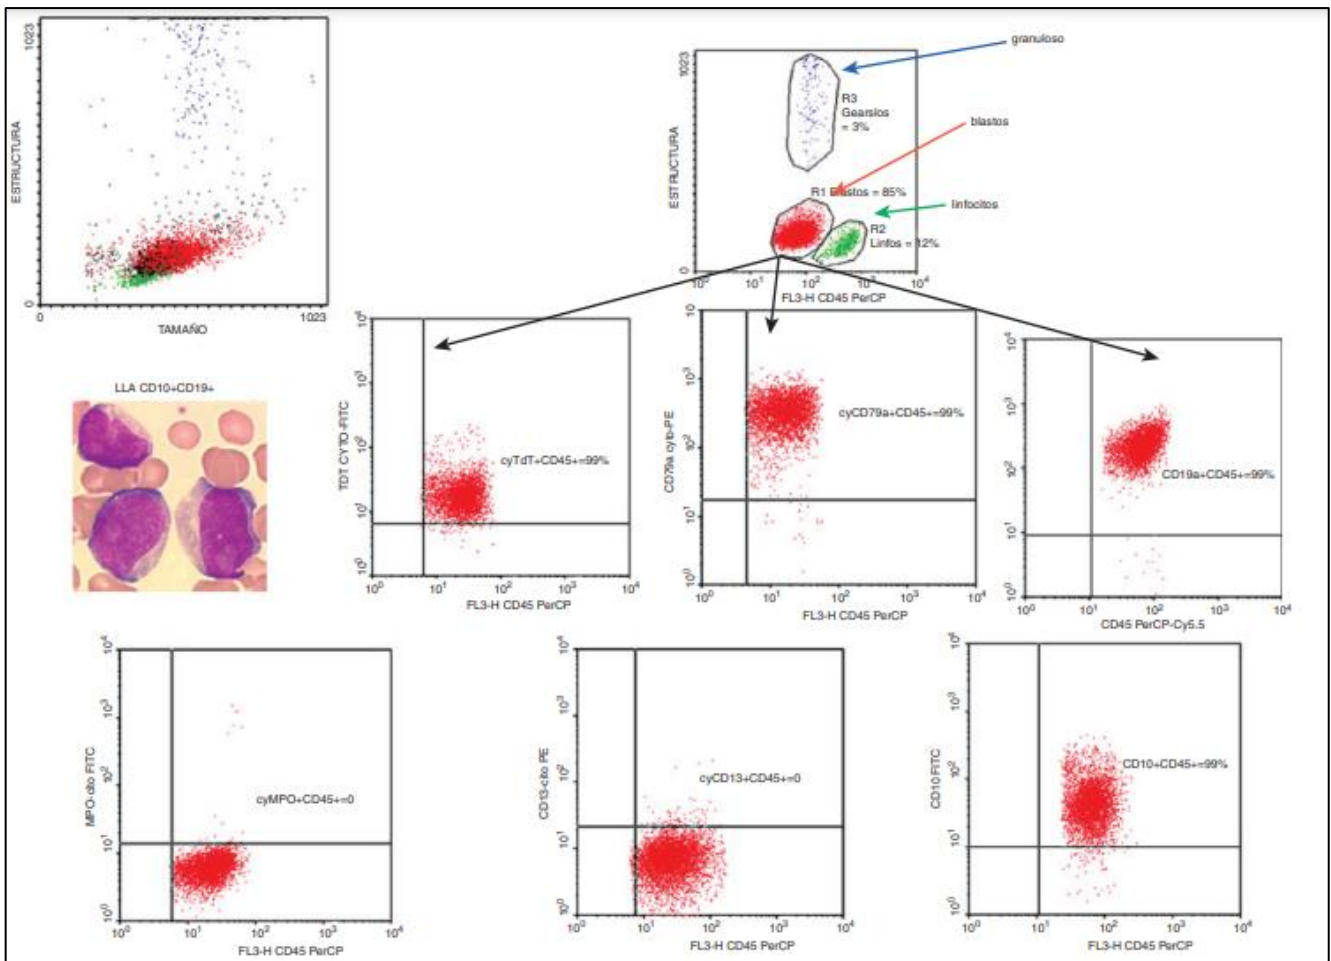 ESTRUCTURA
1023
0
0
TAMAÑO
1023
ESTRUCTURA
1023
0
granuloso
R3
Gearslos
= 3%
blastos
R1 Blastos = 85%
linfocitos
R2
Linfos = 12%
0
10¹
10²
10³
10⁴
FL3-H CD45 PerCP
LLA CD10+CD19+
TDT CYTO-FITC
10⁴
10³
10²
10¹
10⁰
cyTdT+CD45+=99%
10⁰
10¹
10²
10³
10⁴
FL3-H CD45 PerCP
CD79a cyto-PE
10
10³
10²
10¹
10⁰
cyCD79a+CD45+=99%
10⁰
10¹
10²
10³
10⁴
FL3-H CD45 PerCP
10⁴
10³
10²
10¹
10⁰
CD19a+CD45+=99%
10⁰
10¹
10²
10³
10⁴
CD45 PerCP-Cy5.5
MPO-cito FITC
10⁴
10³
10²
10¹
10⁰
cyMPO+CD45+=0
10⁰
10¹
10²
10³
10⁴
FL3-H CD45 PerCP
CD13-cito PE
10⁴
10³
10²
10¹
10⁰
cyCD13+CD45+=0
10⁰
10¹
10²
10³
10⁴
FL3-H CD45 PerCP
CD10 FITC
10⁴
10³
10²
10¹
10⁰
CD10+CD45+=99%
10⁰
10¹
10²
10³
10⁴
FL3-H CD45 PerCP